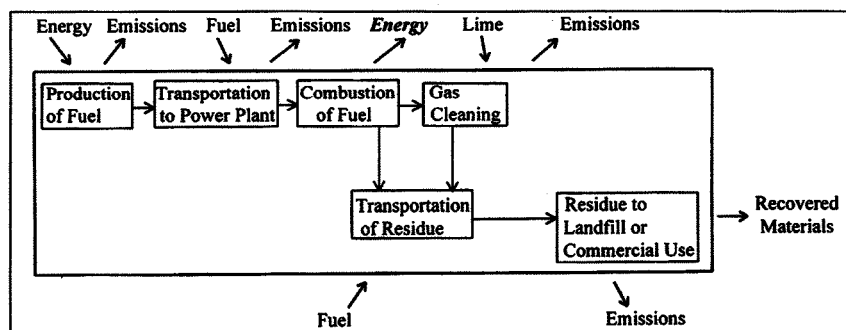 Energy Emissions Fuel Emissions Energy Lime Emissions
Production
of Fuel
Transportation
to Power Plant
Combustion
of Fuel
Gas
Cleaning
Transportation
of Residue
Residue to
Landfill or
Commercial Use
Recovered
Materials
Fuel
Emissions